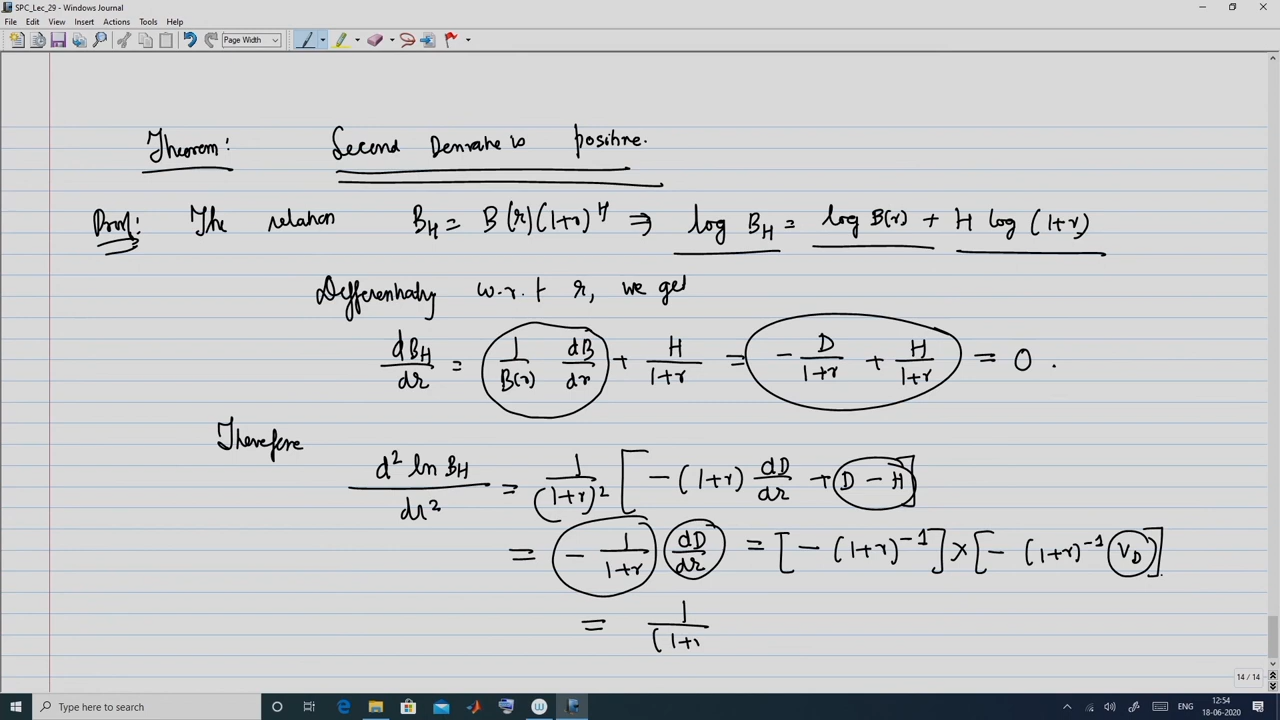 SPC_Lec_29 - Windows Journal
File Edit View Insert Actions Tools Help
Page Width
Theorem: Second Derivative is positive.
Proof: The relation B_H = B(r)(1+r)^H ⇒ log B_H = log B(r) + H log (1+r)
Differentiating w.r.t r, we get
dB_H/dr = 1/B(r) dB/dr + H/1+r = - D/1+r + H/1+r = 0.
Therefore
d² ln B_H / dr² = 1/(1+r)² [ -(1+r) dD/dr + D - H ]
= - 1/1+r dD/dr = [ -(1+r)^-1 ] × [ -(1+r)^-1 V_D ].
= 1/(1+r
14 / 14
Type here to search
ENG
12:54
18-06-2020